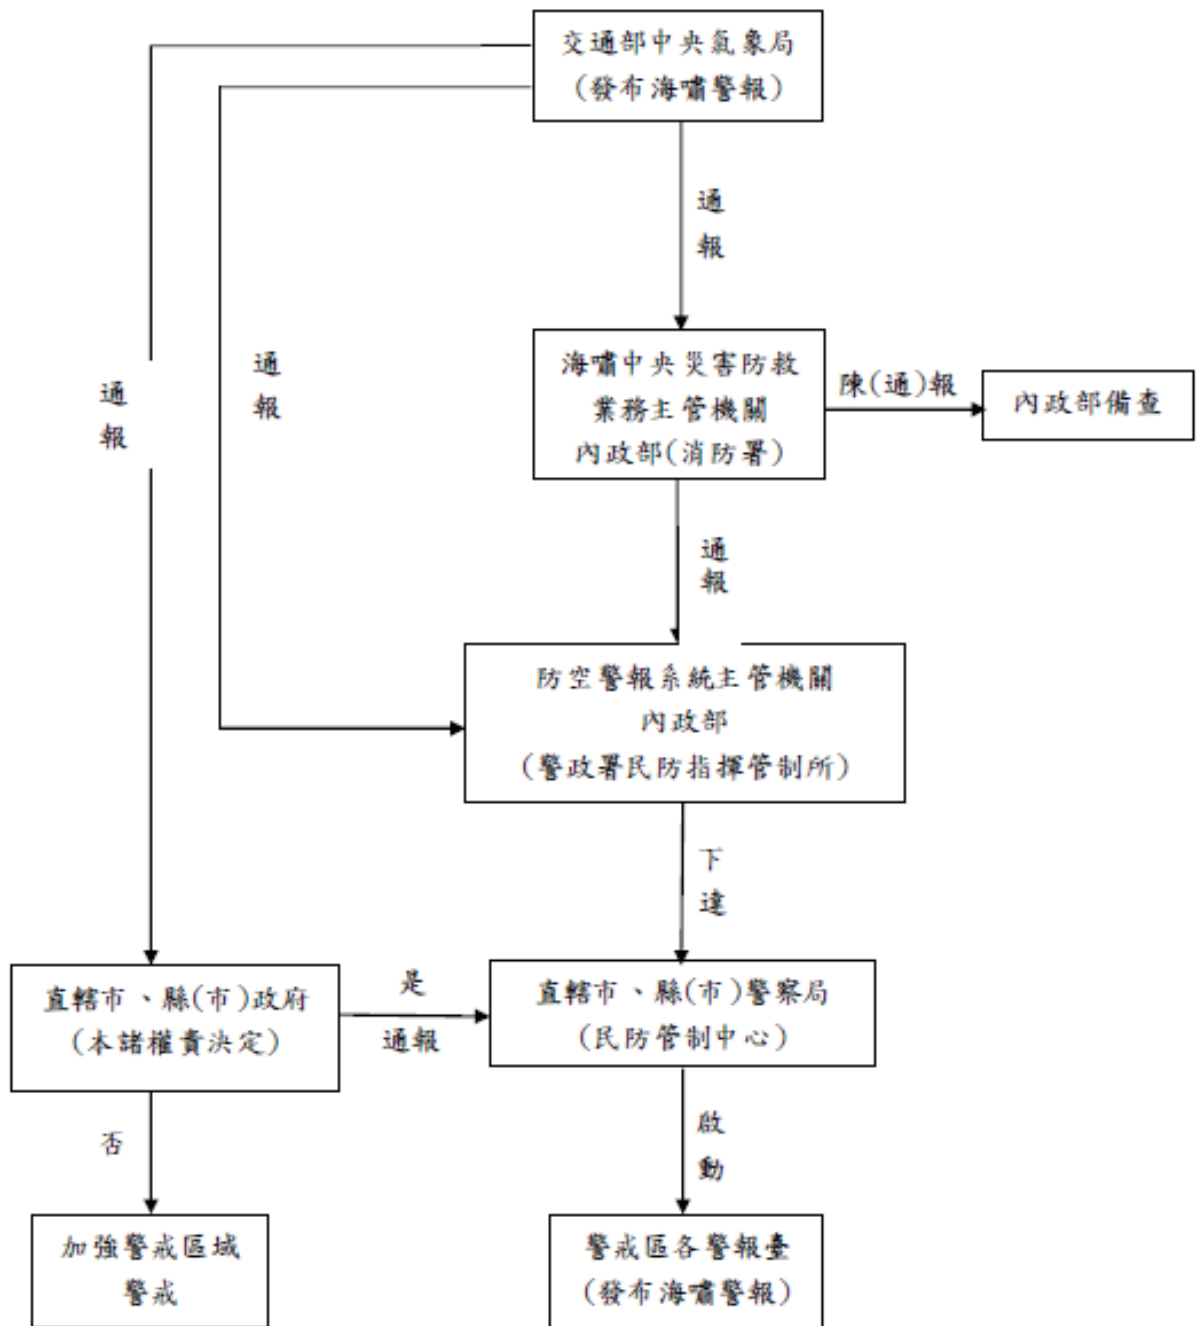 交通部中央氣象局
(發布海嘯警報)
通
報
通
報
通
報
海嘯中央災害防救
業務主管機關
內政部(消防署)
陳(通)報
內政部備查
通
報
防空警報系統主管機關
內政部
(警政署民防指揮管制所)
下
達
直轄市、縣(市)政府
(本諸權責決定)
是
通報
直轄市、縣(市)警察局
(民防管制中心)
否
啟
動
加強警戒區域
警戒
警戒區各警報臺
(發布海嘯警報)